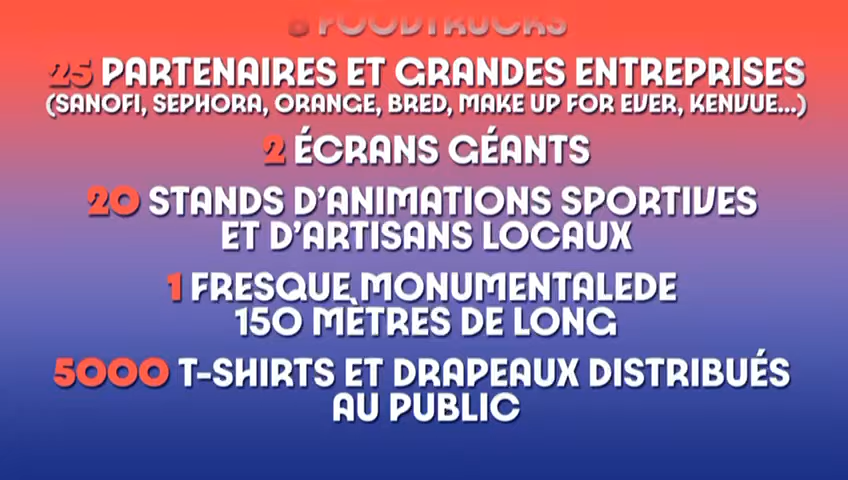 FOODTRUCKS
25 PARTENAIRES ET GRANDES ENTREPRISES
(SANOFI, SEPHORA, ORANGE, BRED, MAKE UP FOR EVER, KENVUE...)
2 ÉCRANS GÉANTS
20 STANDS D'ANIMATIONS SPORTIVES
ET D'ARTISANS LOCAUX
1 FRESQUE MONUMENTALEDE
150 MÈTRES DE LONG
5000 T-SHIRTS ET DRAPEAUX DISTRIBUÉS
AU PUBLIC